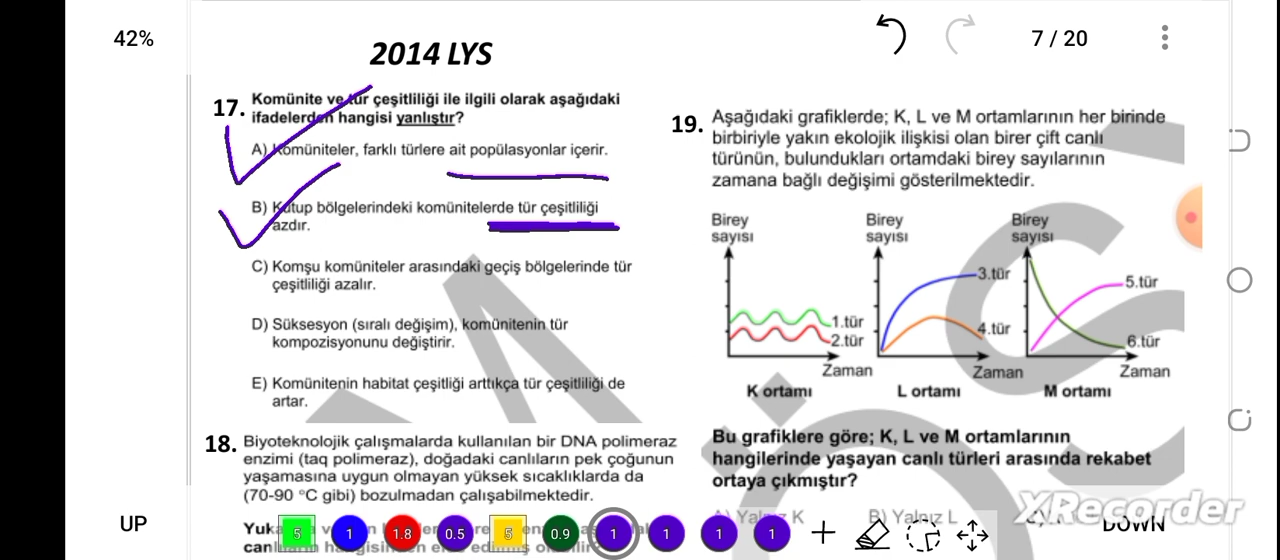 42%
2014 LYS
7 / 20
17. Komünite ve tür çeşitliliği ile ilgili olarak aşağıdaki
ifadelerden hangisi yanlıştır?
A) Komüniteler, farklı türlere ait popülasyonlar içerir.
B) Kutup bölgelerindeki komünitelerde tür çeşitliliği
azdır.
C) Komşu komüniteler arasındaki geçiş bölgelerinde tür
çeşitliliği azalır.
D) Süksesyon (sıralı değişim), komünitenin tür
kompozisyonunu değiştirir.
E) Komünitenin habitat çeşitliği arttıkça tür çeşitliliği de
artar.
18. Biyoteknolojik çalışmalarda kullanılan bir DNA polimeraz
enzimi (taq polimeraz), doğadaki canlıların pek çoğunun
yaşamasına uygun olmayan yüksek sıcaklıklarda da
(70-90 °C gibi) bozulmadan çalışabilmektedir.
19. Aşağıdaki grafiklerde; K, L ve M ortamlarının her birinde
birbiriyle yakın ekolojik ilişkisi olan birer çift canlı
türünün, bulundukları ortamdaki birey sayılarının
zamana bağlı değişimi gösterilmektedir.
Birey
sayısı
1.tür
2.tür
Zaman
K ortamı
Birey
sayısı
3.tür
4.tür
Zaman
L ortamı
Birey
sayısı
5.tür
6.tür
Zaman
M ortamı
Bu grafiklere göre; K, L ve M ortamlarının
hangilerinde yaşayan canlı türleri arasında rekabet
ortaya çıkmıştır?
A) Yalnız K
B) Yalnız L
XRecorder
UP
5
1
1.8
0.5
5
0.9
1
1
1
1
DOWN